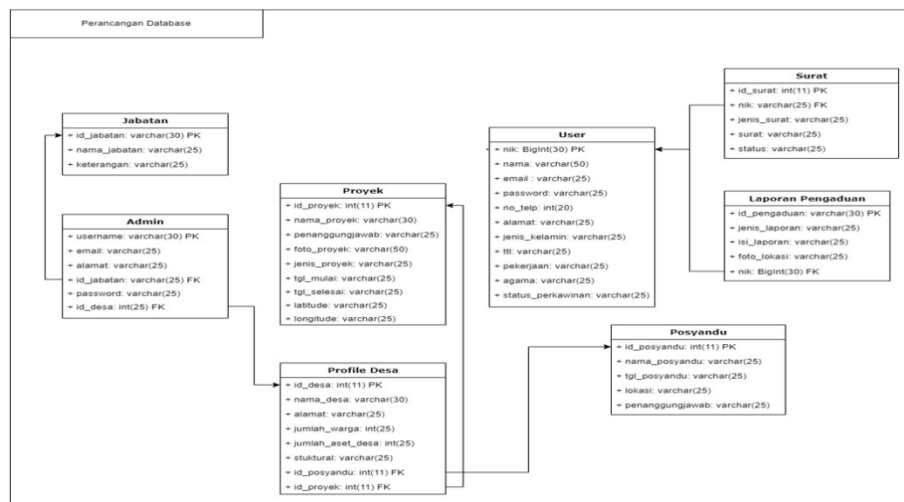 Perancangan Database
Jabatan
+ id_jabatan: varchar(30) PK
+ nama_jabatan: varchar(25)
+ keterangan: varchar(25)
Admin
+ username: varchar(30) PK
+ email: varchar(25)
+ alamat: varchar(25)
+ id_jabatan: varchar(25) FK
+ password: varchar(25)
+ id_desa: int(25) FK
Proyek
+ id_proyek: int(11) PK
+ nama_proyek: varchar(30)
+ penanggungjawab: varchar(25)
+ foto_proyek: varchar(50)
+ jenis_proyek: varchar(25)
+ tgl_mulai: varchar(25)
+ tgl_selesai: varchar(25)
+ latitude: varchar(25)
+ longitude: varchar(25)
Profile Desa
+ id_desa: int(11) PK
+ nama_desa: varchar(30)
+ alamat: varchar(25)
+ jumlah_warga: int(25)
+ jumlah_aset_desa: int(25)
+ stuktural: varchar(25)
+ id_posyandu: int(11) FK
+ id_proyek: int(11) FK
User
+ nik: BigInt(30) PK
+ nama: varchar(50)
+ email : varchar(25)
+ password: varchar(25)
+ no_telp: int(20)
+ alamat: varchar(25)
+ jenis_kelamin: varchar(25)
+ ttl: varchar(25)
+ pekerjaan: varchar(25)
+ agama: varchar(25)
+ status_perkawinan: varchar(25)
Surat
+ id_surat: int(11) PK
+ nik: varchar(25) FK
+ jenis_surat: varchar(25)
+ surat: varchar(25)
+ status: varchar(25)
Laporan Pengaduan
+ id_pengaduan: varchar(30) PK
+ jenis_laporan: varchar(25)
+ isi_laporan: varchar(25)
+ foto_lokasi: varchar(25)
+ nik: BigInt(30) FK
Posyandu
+ id_posyandu: int(11) PK
+ nama_posyandu: varchar(25)
+ tgl_posyandu: varchar(25)
+ lokasi: varchar(25)
+ penanggungjawab: varchar(25)